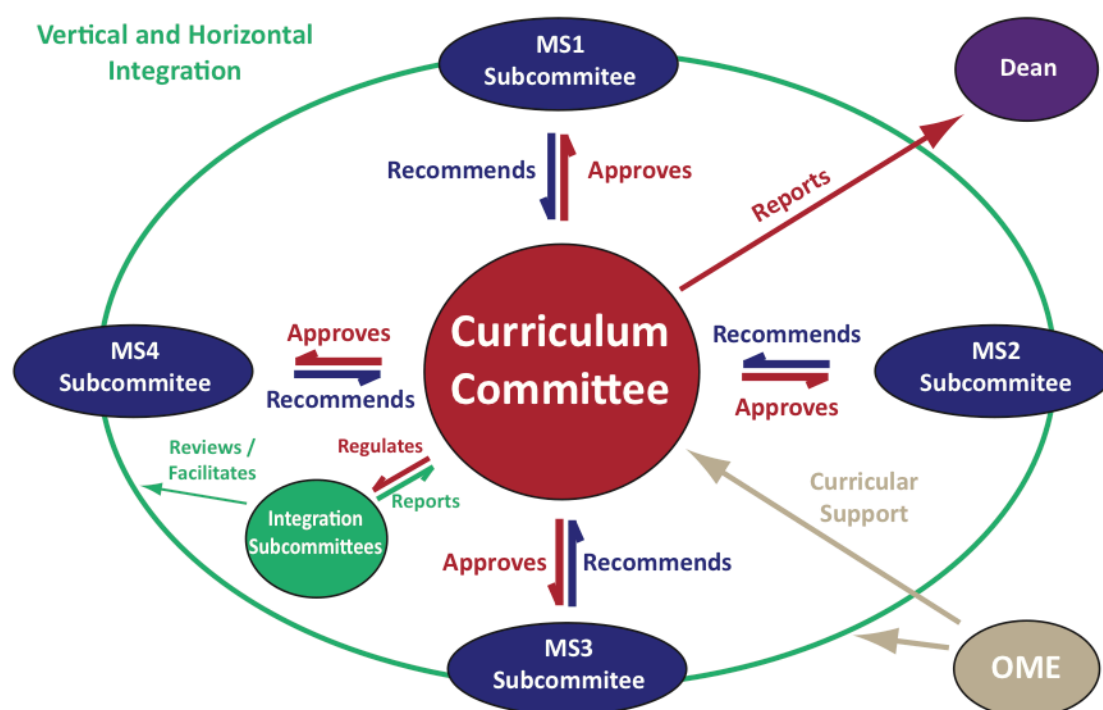 Vertical and Horizontal
Integration
MS1
Subcommitee
Dean
Recommends
Approves
Reports
Curriculum
Committee
Approves
Recommends
MS4
Subcommitee
Recommends
Approves
MS2
Subcommitee
Reviews /
Facilitates
Regulates
Reports
Integration
Subcommittees
Curricular
Support
Approves
Recommends
MS3
Subcommitee
OME